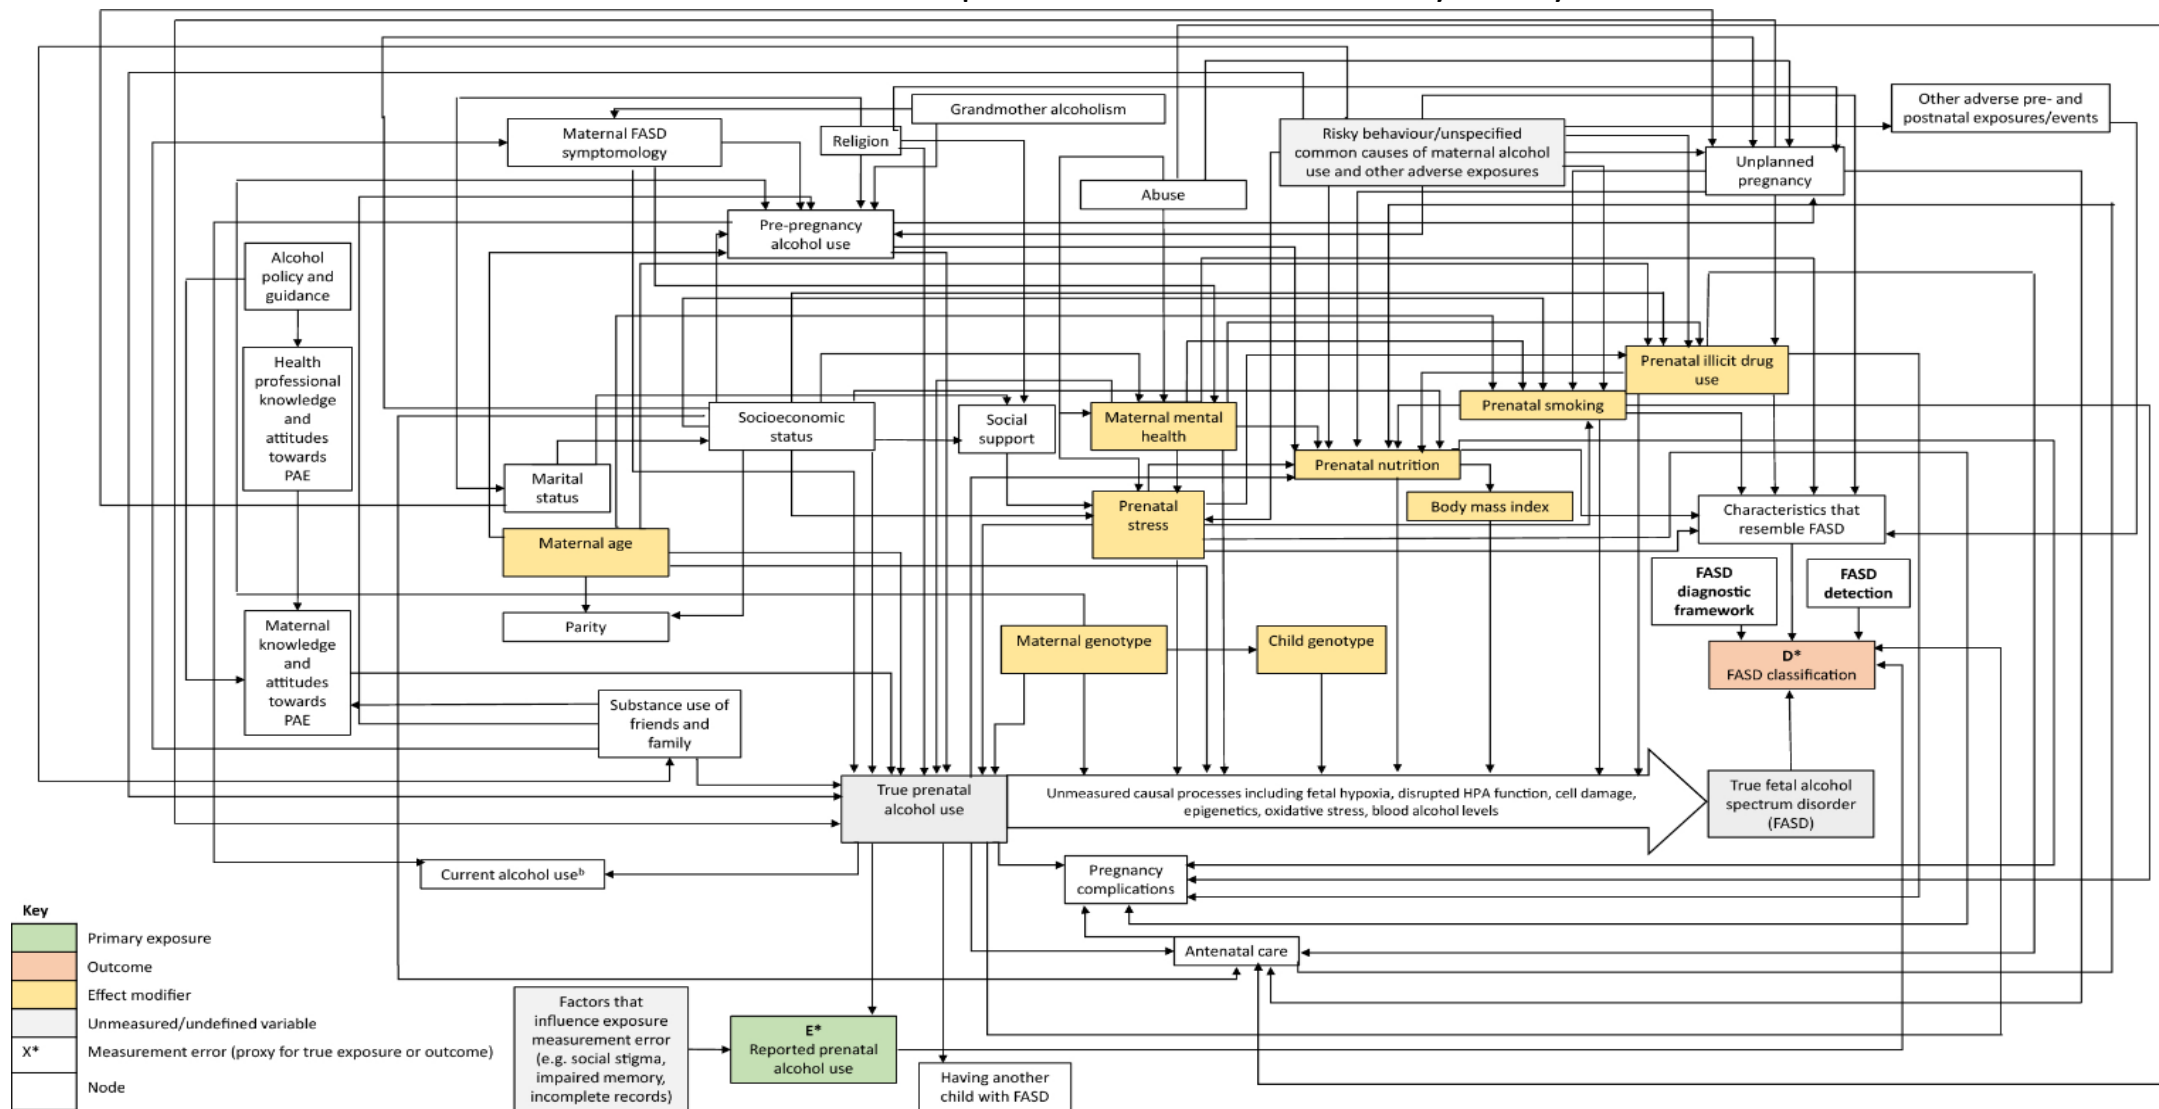 Grandmother alcoholism
Other adverse pre- and
postnatal exposures/events
Maternal FASD
symptomology
Religion
Risky behaviour/unspecified
common causes of maternal alcohol
use and other adverse exposures
Unplanned
pregnancy
Abuse
Pre-pregnancy
alcohol use
Alcohol
policy and
guidance
Health
professional
knowledge
and
attitudes
towards
PAE
Prenatal illicit drug
use
Prenatal smoking
Socioeconomic
status
Social
support
Maternal mental
health
Prenatal nutrition
Marital
status
Prenatal
stress
Body mass index
Characteristics that
resemble FASD
Maternal age
FASD
diagnostic
framework
FASD
detection
Parity
Maternal
knowledge
and
attitudes
towards
PAE
Maternal genotype
Child genotype
D*
FASD classification
Substance use of
friends and
family
True prenatal
alcohol use
Unmeasured causal processes including fetal hypoxia, disrupted HPA function, cell damage,
epigenetics, oxidative stress, blood alcohol levels
True fetal alcohol
spectrum disorder
(FASD)
Current alcohol useᵇ
Pregnancy
complications
Antenatal care
Key
Primary exposure
Outcome
Effect modifier
Unmeasured/undefined variable
X* Measurement error (proxy for true exposure or outcome)
Node
Factors that
influence exposure
measurement error
(e.g. social stigma,
impaired memory,
incomplete records)
E*
Reported prenatal
alcohol use
Having another
child with FASD